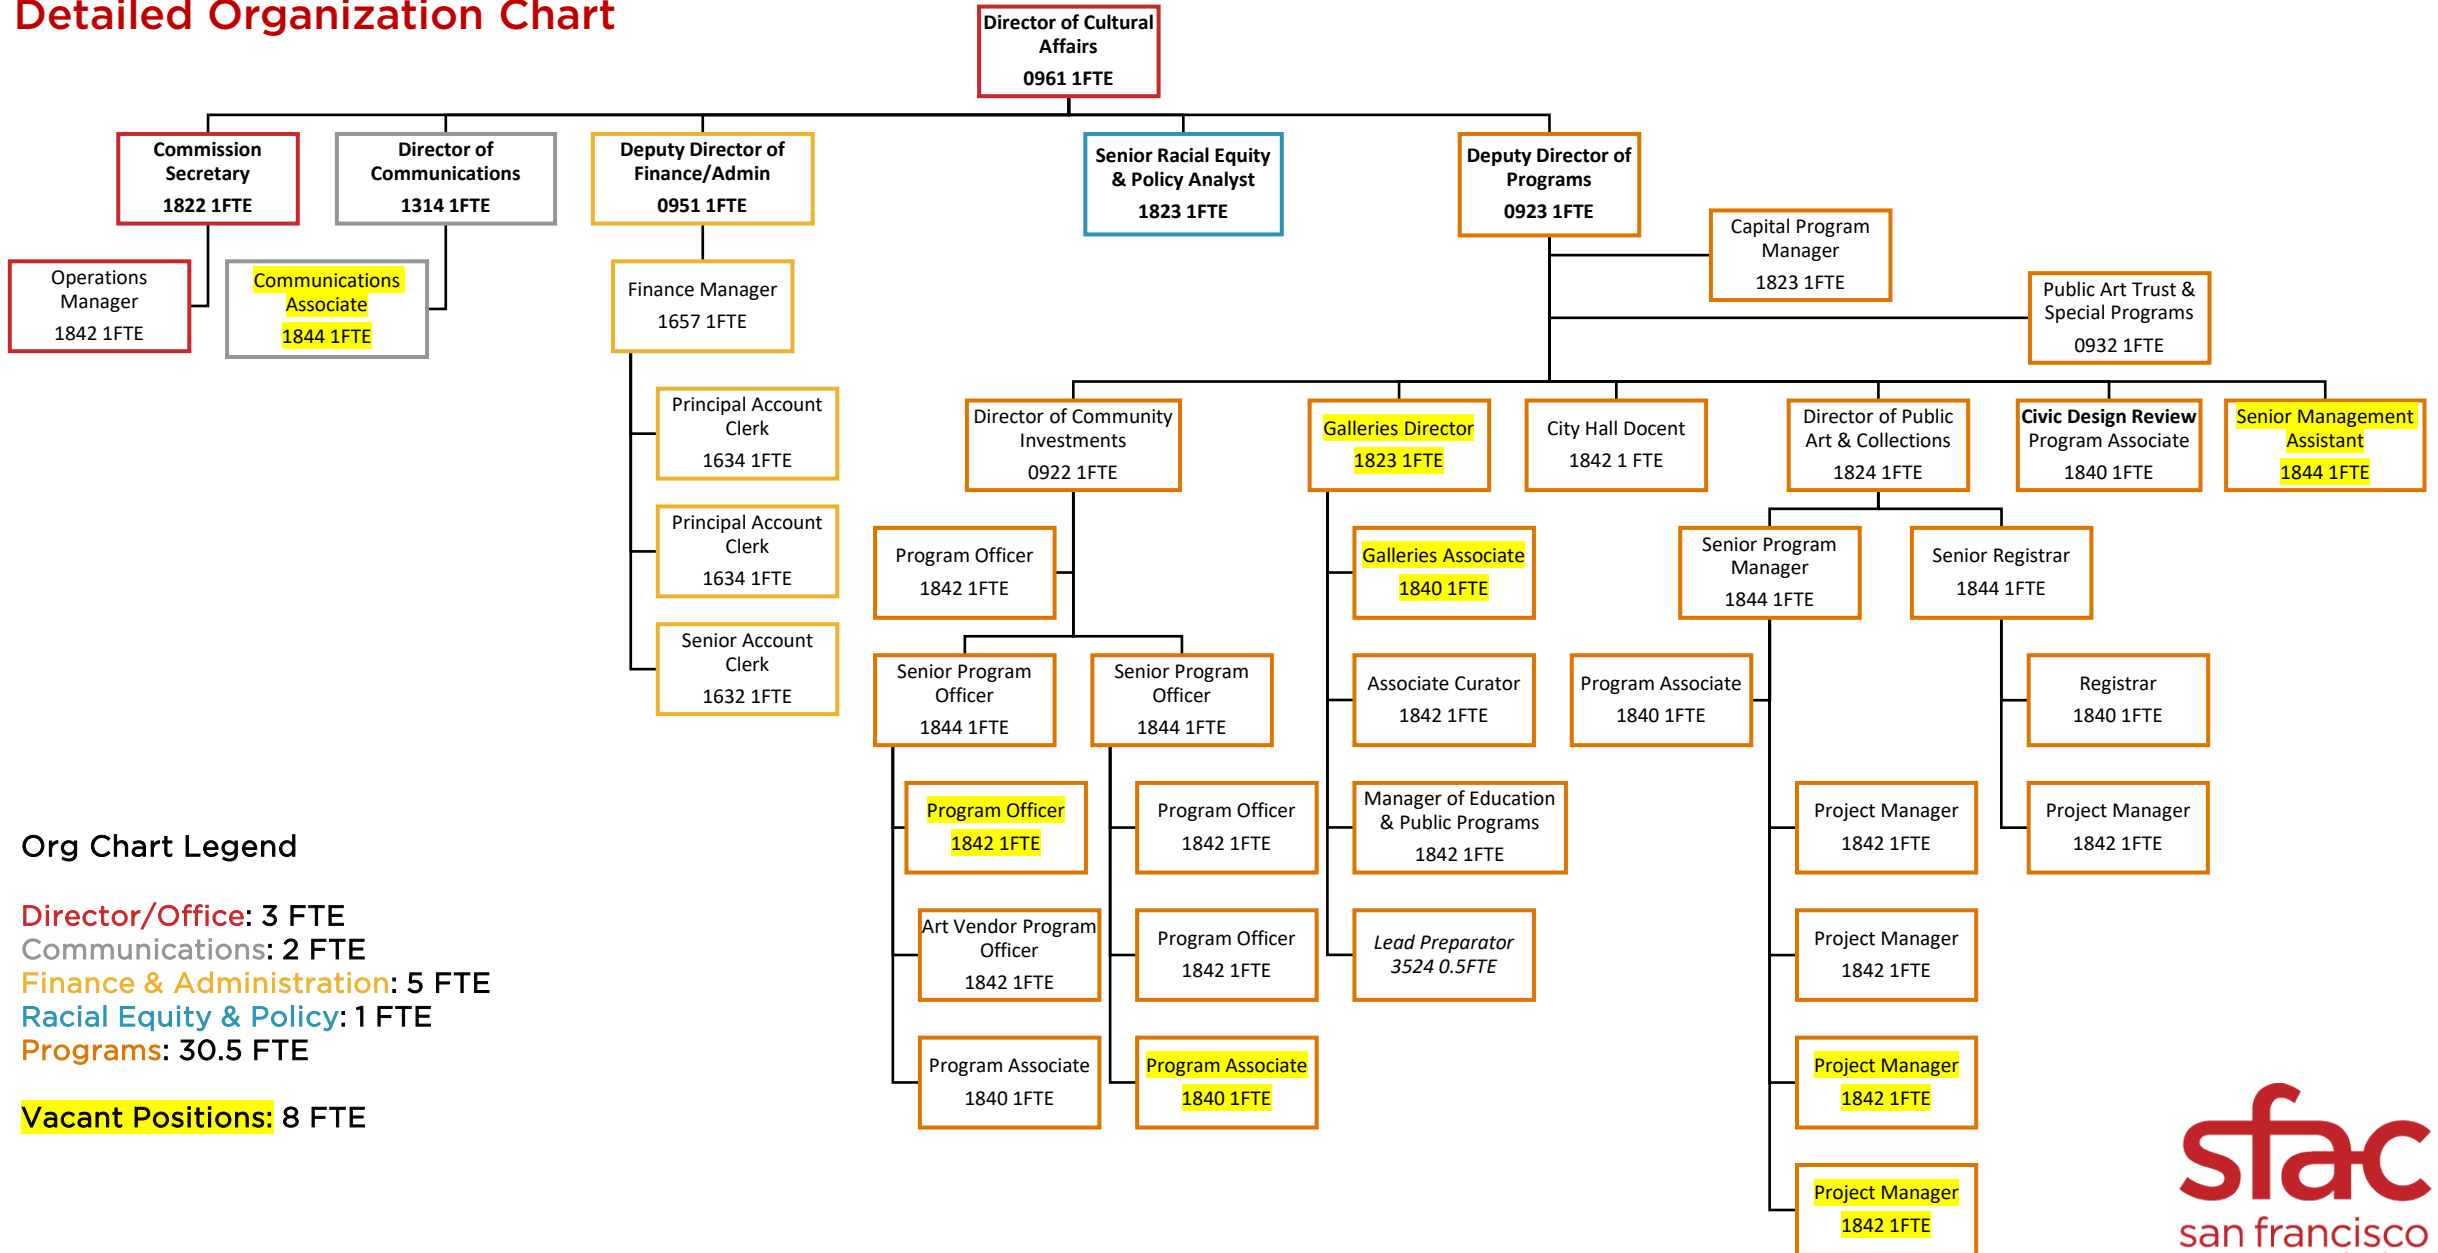 Detailed Organization Chart
Director of Cultural
Affairs
0961 1FTE
Commission
Secretary
1822 1FTE
Director of
Communications
1314 1FTE
Deputy Director of
Finance/Admin
0951 1FTE
Senior Racial Equity
& Policy Analyst
1823 1FTE
Deputy Director of
Programs
0923 1FTE
Capital Program
Manager
1823 1FTE
Public Art Trust &
Special Programs
0932 1FTE
Operations
Manager
1842 1FTE
Communications
Associate
1844 1FTE
Finance Manager
1657 1FTE
Principal Account
Clerk
1634 1FTE
Principal Account
Clerk
1634 1FTE
Senior Account
Clerk
1632 1FTE
Director of Community
Investments
0922 1FTE
Galleries Director
1823 1FTE
City Hall Docent
1842 1 FTE
Director of Public
Art & Collections
1824 1FTE
Civic Design Review
Program Associate
1840 1FTE
Senior Management
Assistant
1844 1FTE
Program Officer
1842 1FTE
Senior Program
Officer
1844 1FTE
Senior Program
Officer
1844 1FTE
Program Officer
1842 1FTE
Art Vendor Program
Officer
1842 1FTE
Program Associate
1840 1FTE
Program Officer
1842 1FTE
Program Officer
1842 1FTE
Program Associate
1840 1FTE
Galleries Associate
1840 1FTE
Associate Curator
1842 1FTE
Manager of Education
& Public Programs
1842 1FTE
Lead Preparator
3524 0.5FTE
Senior Program
Manager
1844 1FTE
Senior Registrar
1844 1FTE
Program Associate
1840 1FTE
Project Manager
1842 1FTE
Project Manager
1842 1FTE
Project Manager
1842 1FTE
Project Manager
1842 1FTE
Registrar
1840 1FTE
Project Manager
1842 1FTE
Org Chart Legend
Director/Office: 3 FTE
Communications: 2 FTE
Finance & Administration: 5 FTE
Racial Equity & Policy: 1 FTE
Programs: 30.5 FTE
Vacant Positions: 8 FTE
sfac
san francisco